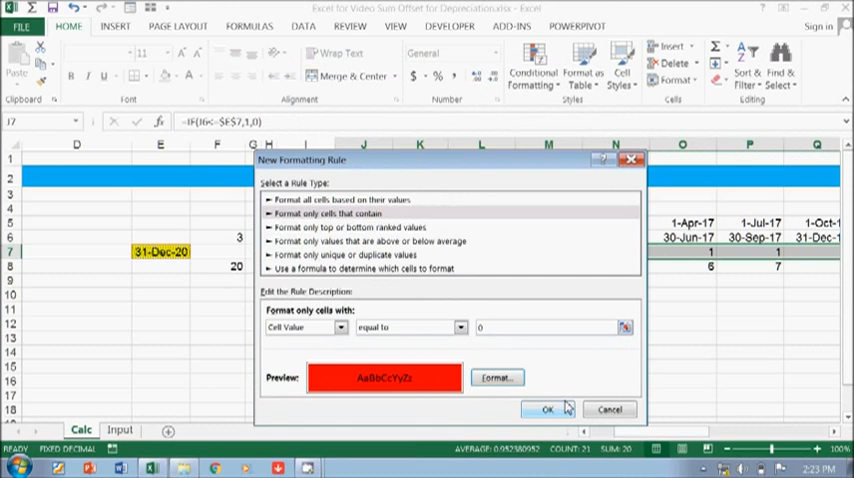 Excel for Video Sum Offset for Depreciation.xlsx - Excel
FILE HOME INSERT PAGE LAYOUT FORMULAS DATA REVIEW VIEW DEVELOPER ADD-INS POWERPIVOT Sign in
Paste
11
B I U
Wrap Text
Merge & Center
General
$ % ,
Conditional Formatting
Format as Table
Cell Styles
Insert
Delete
Format
Sort & Filter
Find & Select
Clipboard Font Alignment Number Styles Cells Editing
J7 =IF(J6<=$E$7,1,0)
D E F G H I J K L M N O P Q
1
2
3
4
5 1-Apr-17 1-Jul-17 1-Oct-1
6 3 30-Jun-17 30-Sep-17 31-Dec-1
7 31-Dec-20 1 1
8 20 6 7
9
10
11
12
13
14
15
16
17
18
New Formatting Rule
Select a Rule Type:
► Format all cells based on their values
► Format only cells that contain
► Format only top or bottom ranked values
► Format only values that are above or below average
► Format only unique or duplicate values
► Use a formula to determine which cells to format
Edit the Rule Description:
Format only cells with:
Cell Value equal to 0
Preview: AaBbCcYyZz Format...
OK Cancel
Calc Input
READY FIXED DECIMAL AVERAGE: 0.952380952 COUNT: 21 SUM: 20 100%
2:23 PM